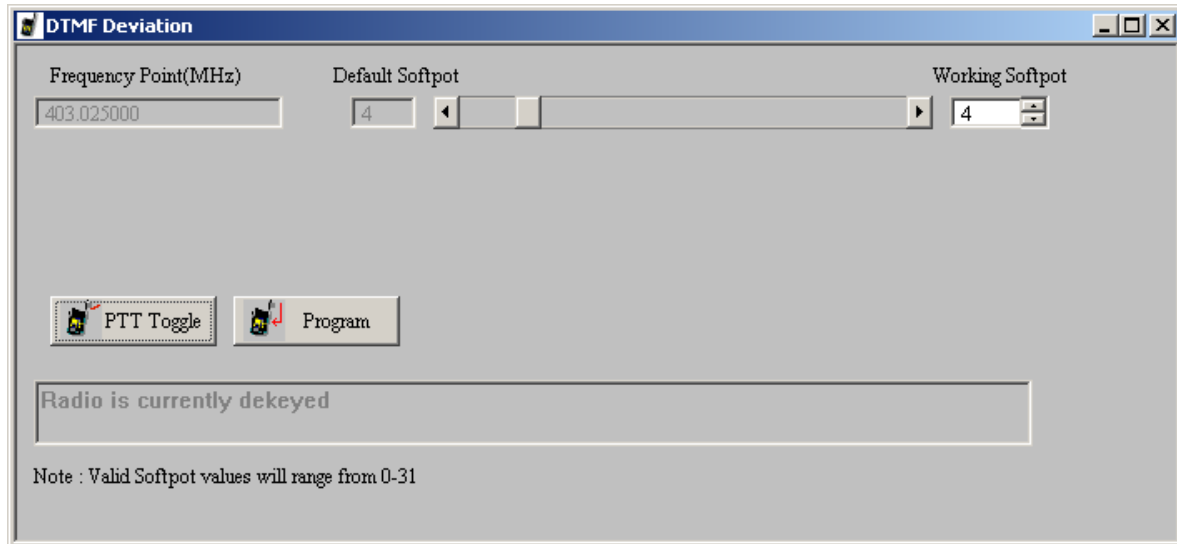 DTMF Deviation
Frequency Point(MHz) Default Softpot Working Softpot
403.025000 4 4
PTT Toggle Program
Radio is currently dekeyed
Note : Valid Softpot values will range from 0-31